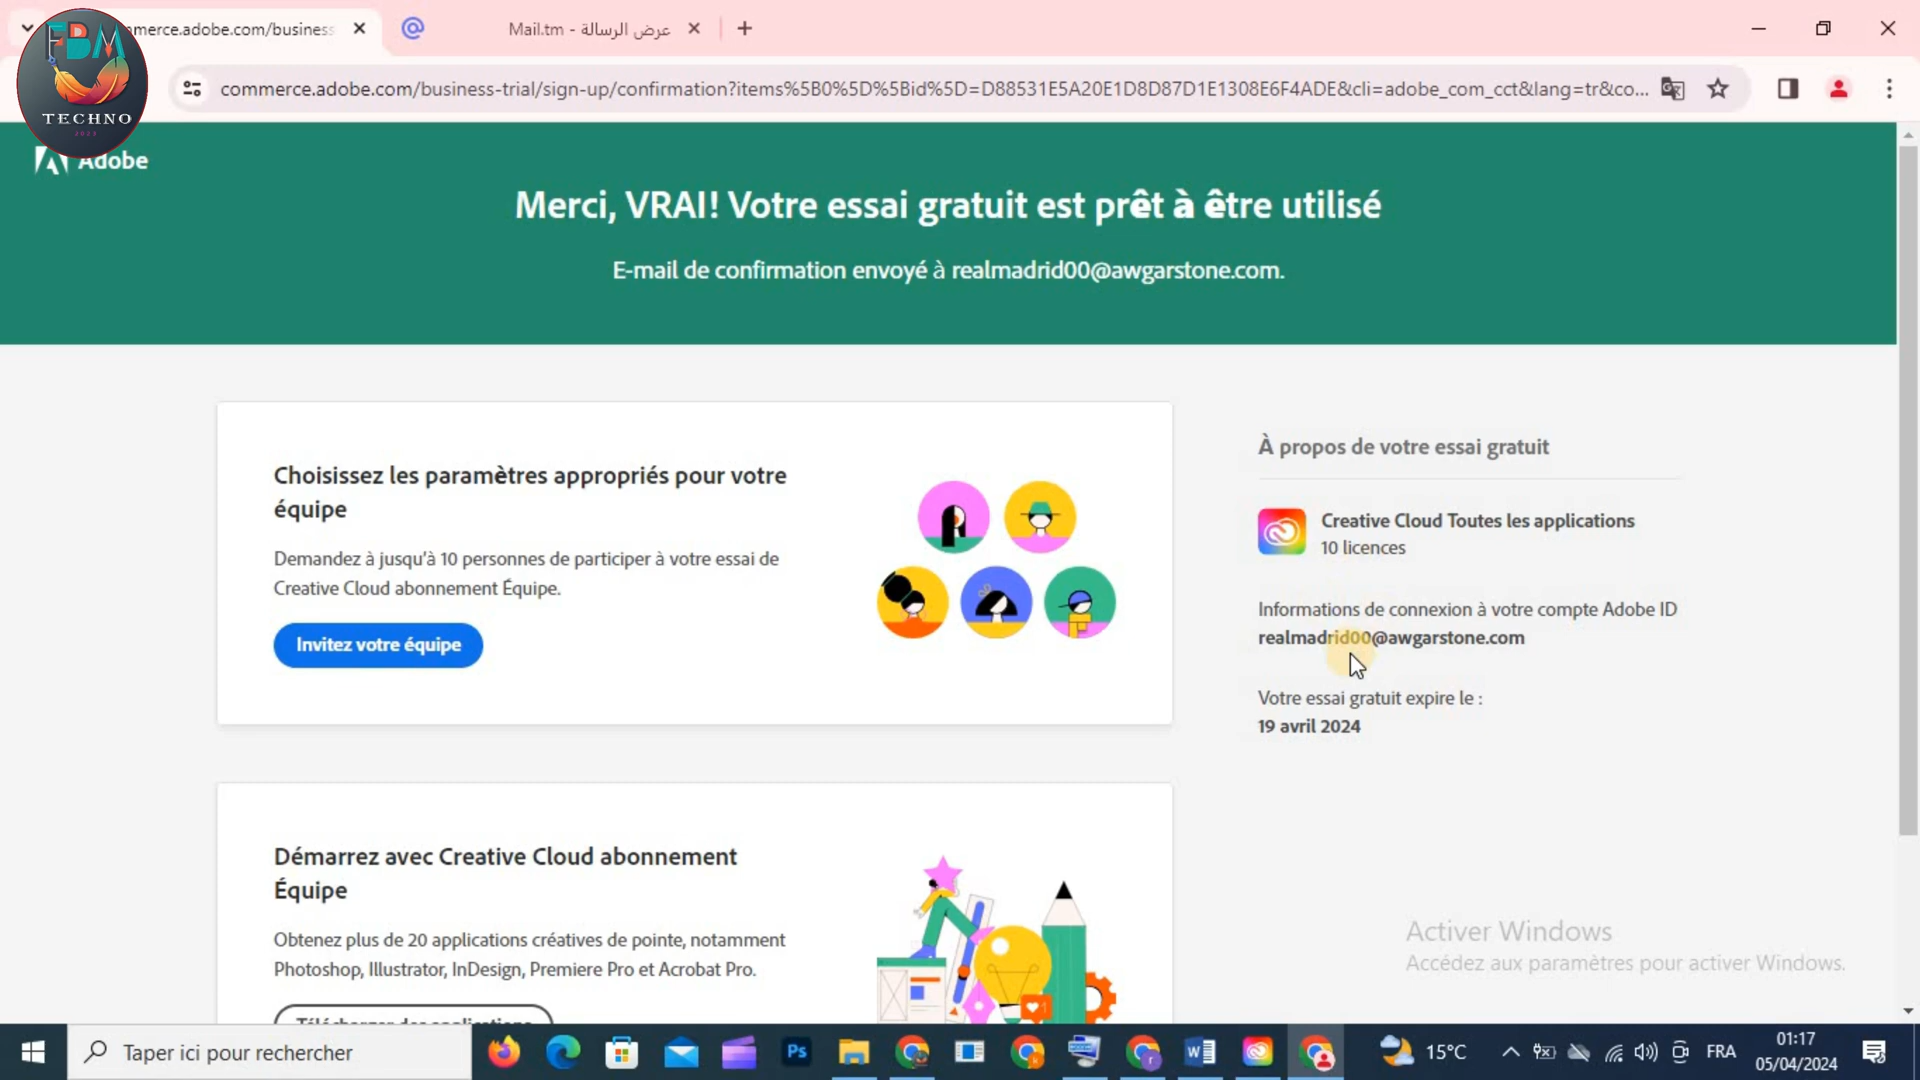 mmerce.adobe.com/business
Mail.tm - عرض الرسالة
FBM
TECHNO
commerce.adobe.com/business-trial/sign-up/confirmation?items%5B0%5D%5Bid%5D=D88531E5A20E1D8D87D1E1308E6F4ADE&cli=adobe_com_cct&lang=tr&co...
Adobe
Merci, VRAI! Votre essai gratuit est prêt à être utilisé
E-mail de confirmation envoyé à realmadrid00@awgarstone.com.
Choisissez les paramètres appropriés pour votre
équipe
Demandez à jusqu'à 10 personnes de participer à votre essai de
Creative Cloud abonnement Équipe.
Invitez votre équipe
À propos de votre essai gratuit
Creative Cloud Toutes les applications
10 licences
Informations de connexion à votre compte Adobe ID
realmadrid00@awgarstone.com
Votre essai gratuit expire le :
19 avril 2024
Démarrez avec Creative Cloud abonnement
Équipe
Obtenez plus de 20 applications créatives de pointe, notamment
Photoshop, Illustrator, InDesign, Premiere Pro et Acrobat Pro.
Télécharger des applications
Activer Windows
Accédez aux paramètres pour activer Windows.
Taper ici pour rechercher
Ps
15°C
FRA
01:17
05/04/2024